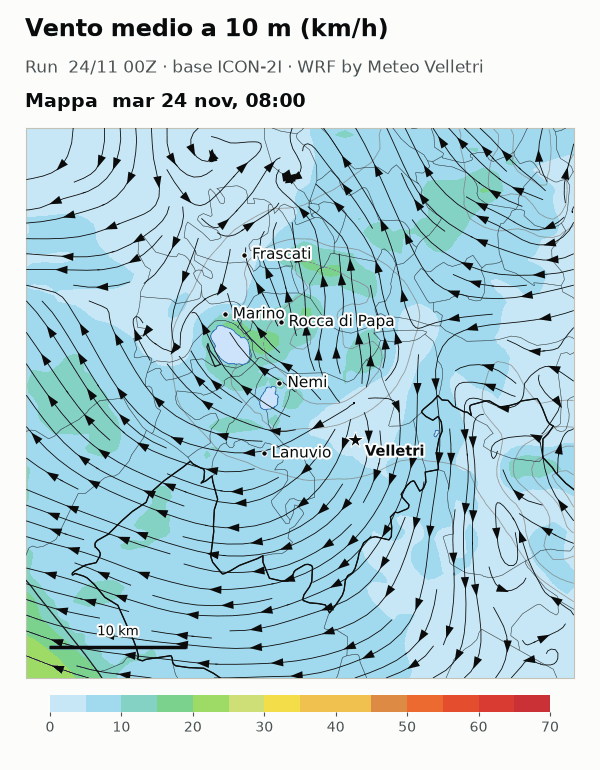 Vento medio a 10 m (km/h)
Run  24/11 00Z · base ICON-2I · WRF by Meteo Velletri
Mappa  mar 24 nov, 08:00
Frascati
Marino
Rocca di Papa
Nemi
Velletri
Lanuvio
10 km
0 10 20 30 40 50 60 70